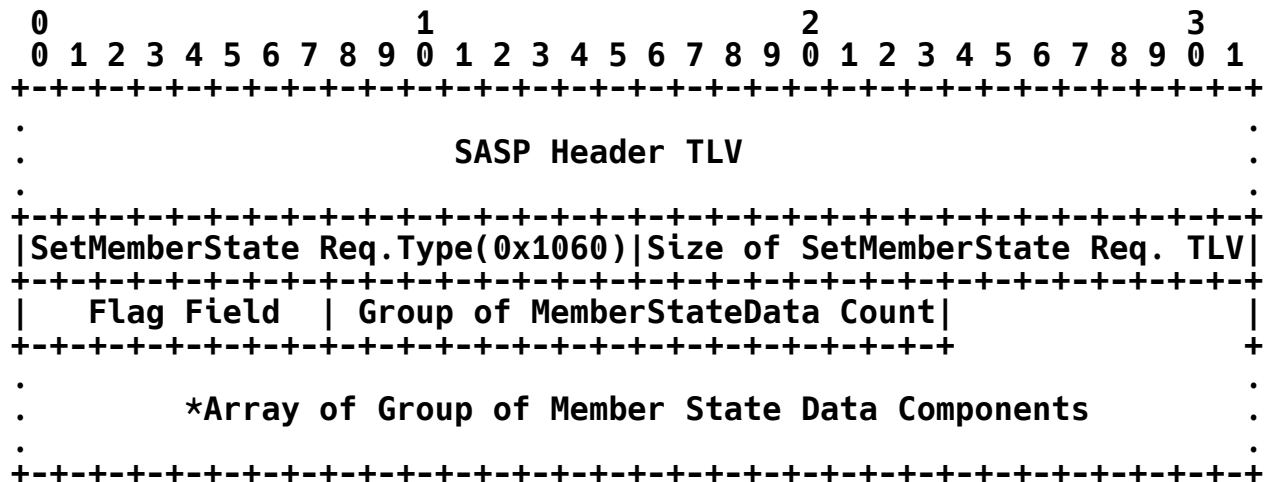 0                   1                   2                   3
 0 1 2 3 4 5 6 7 8 9 0 1 2 3 4 5 6 7 8 9 0 1 2 3 4 5 6 7 8 9 0 1
+-+-+-+-+-+-+-+-+-+-+-+-+-+-+-+-+-+-+-+-+-+-+-+-+-+-+-+-+-+-+-+-+
.                                                               .
.                      SASP Header TLV                          .
.                                                               .
+-+-+-+-+-+-+-+-+-+-+-+-+-+-+-+-+-+-+-+-+-+-+-+-+-+-+-+-+-+-+-+-+
|SetMemberState Req.Type(0x1060)|Size of SetMemberState Req. TLV|
+-+-+-+-+-+-+-+-+-+-+-+-+-+-+-+-+-+-+-+-+-+-+-+-+-+-+-+-+-+-+-+-+
|   Flag Field  | Group of MemberStateData Count|               |
+-+-+-+-+-+-+-+-+-+-+-+-+-+-+-+-+-+-+-+-+-+-+-+-+               +
.                                                               .
.        *Array of Group of Member State Data Components        .
.                                                               .
+-+-+-+-+-+-+-+-+-+-+-+-+-+-+-+-+-+-+-+-+-+-+-+-+-+-+-+-+-+-+-+-+